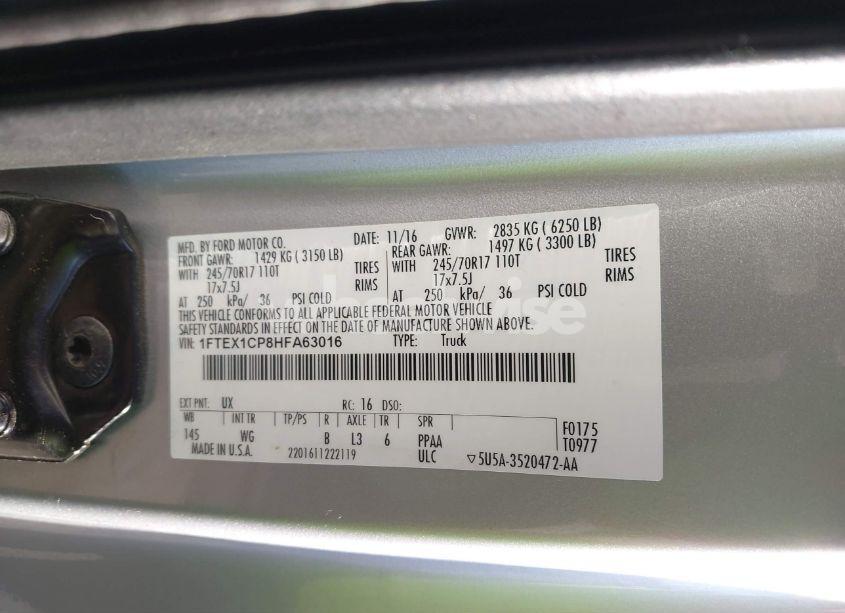 MFD. BY FORD MOTOR CO. DATE: 11/16 GVWR: 2835 KG ( 6250 LB)
FRONT GAWR: 1429 KG ( 3150 LB) REAR GAWR: 1497 KG ( 3300 LB)
WITH 245/70R17 110T TIRES WITH 245/70R17 110T TIRES
17x7.5J RIMS 17x7.5J RIMS
AT 250 kPa/ 36 PSI COLD AT 250 kPa/ 36 PSI COLD
THIS VEHICLE CONFORMS TO ALL APPLICABLE FEDERAL MOTOR VEHICLE
SAFETY STANDARDS IN EFFECT ON THE DATE OF MANUFACTURE SHOWN ABOVE.
VIN: 1FTEX1CP8HFA63016 TYPE: Truck
EXT PNT: UX RC: 16 DSO:
WB INT TR TP/PS R AXLE TR SPR F0175
145 WG B L3 6 PPAA T0977
MADE IN U.S.A. 2201611222119 ULC ▽5U5A-3520472-AA